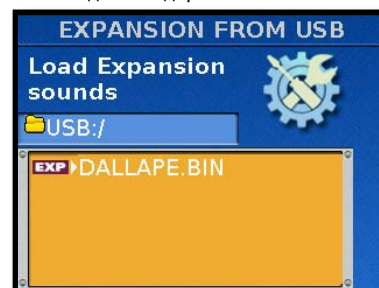 EXPANSION FROM USB
Load Expansion
sounds
USB:/
EXP DALLAPE.BIN